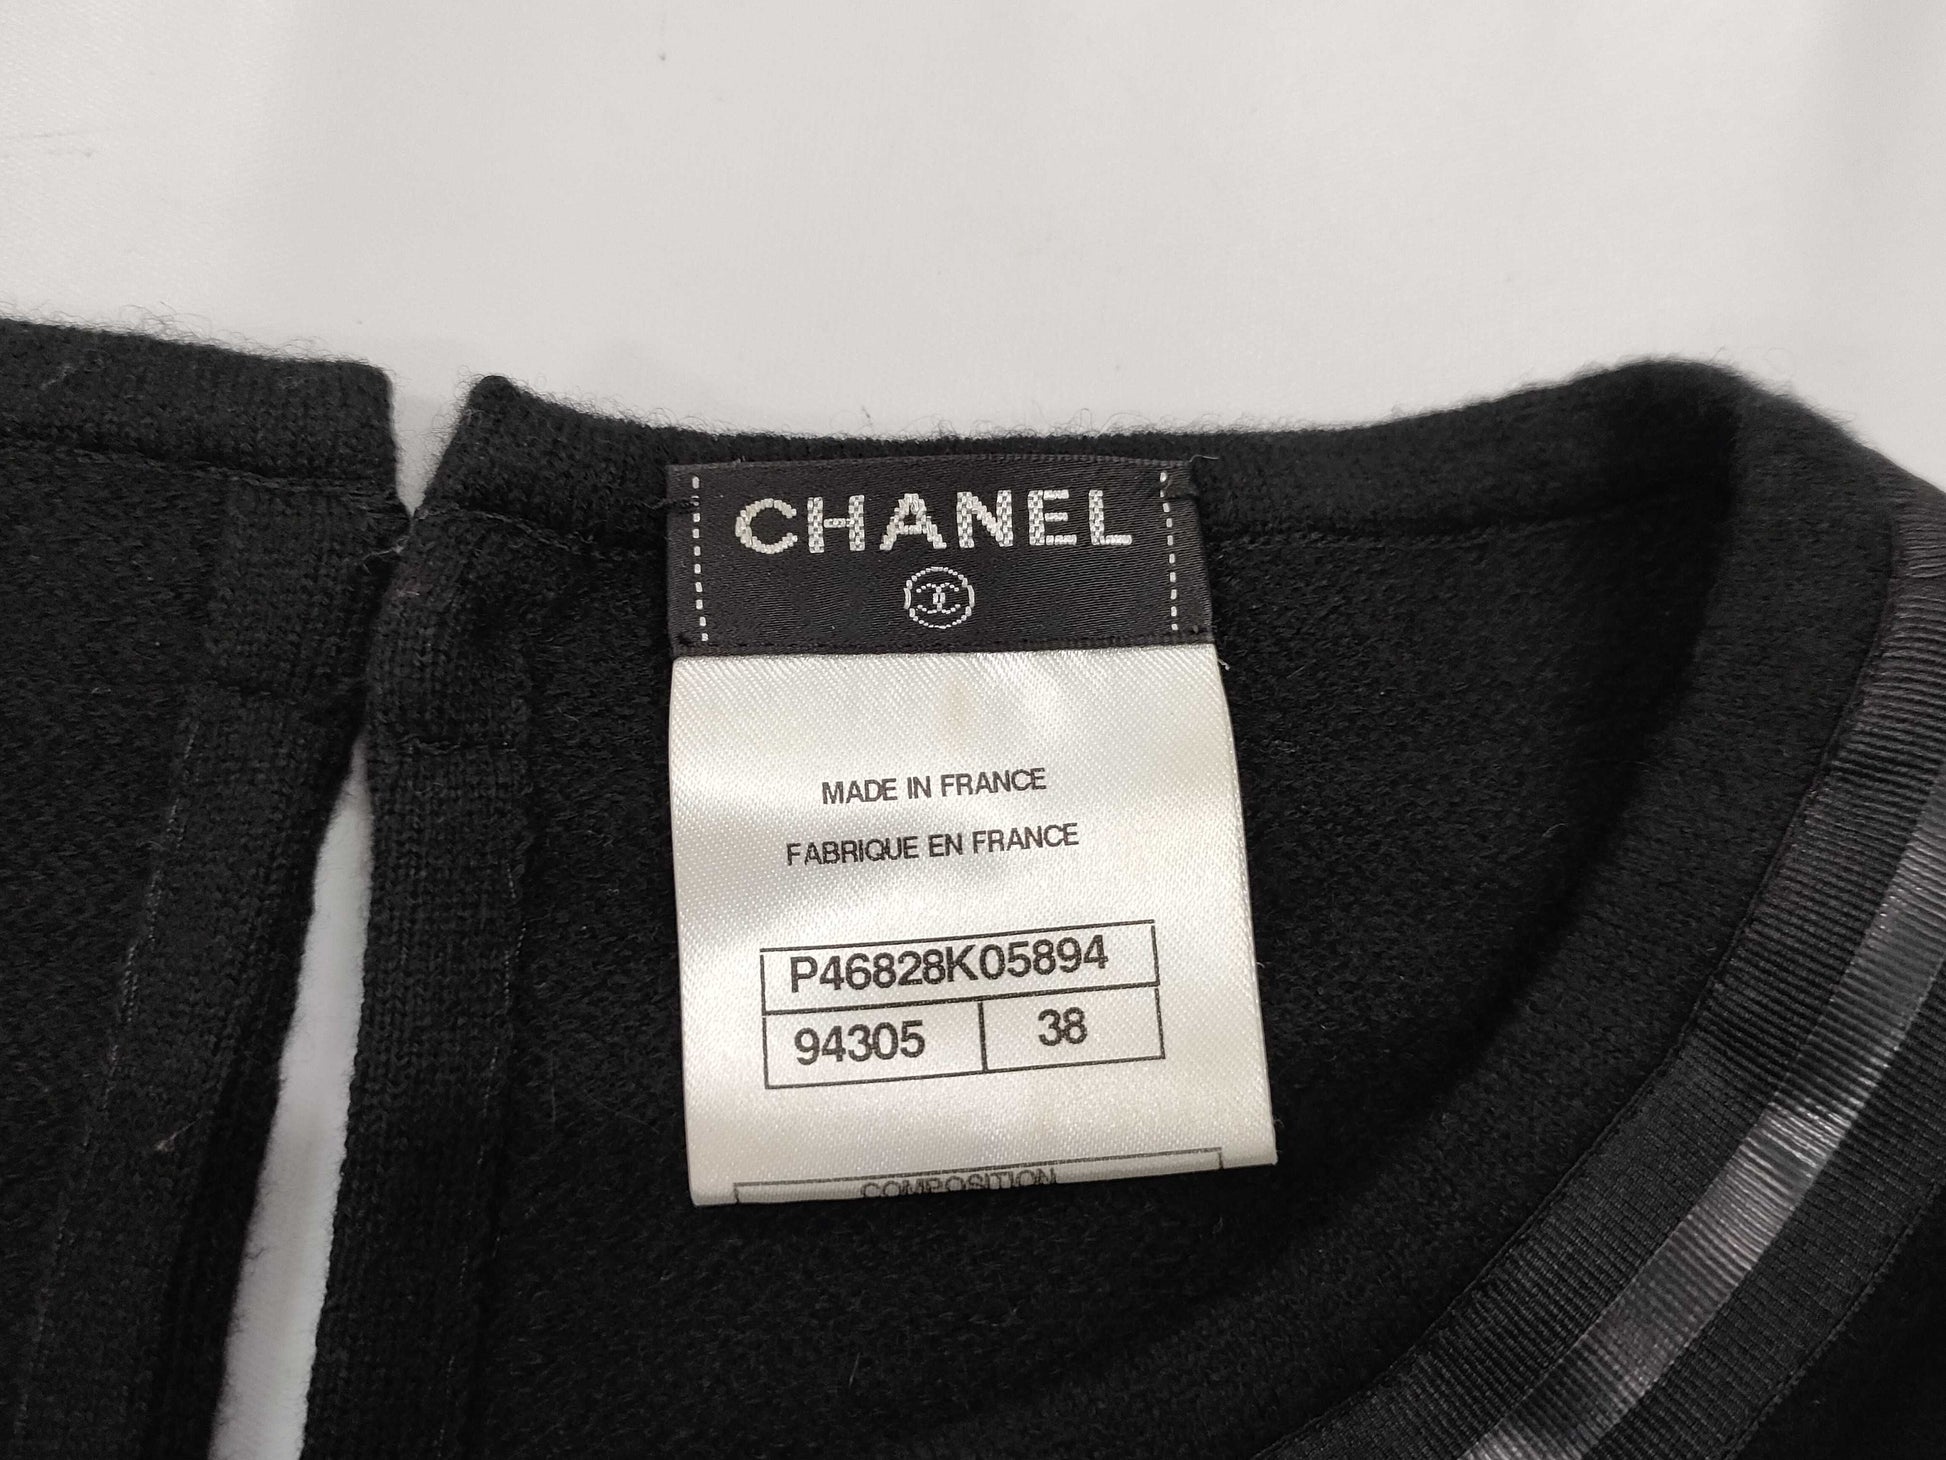 CHANEL
MADE IN FRANCE
FABRIQUE EN FRANCE
P46828K05894
94305 38
COMPOSITION